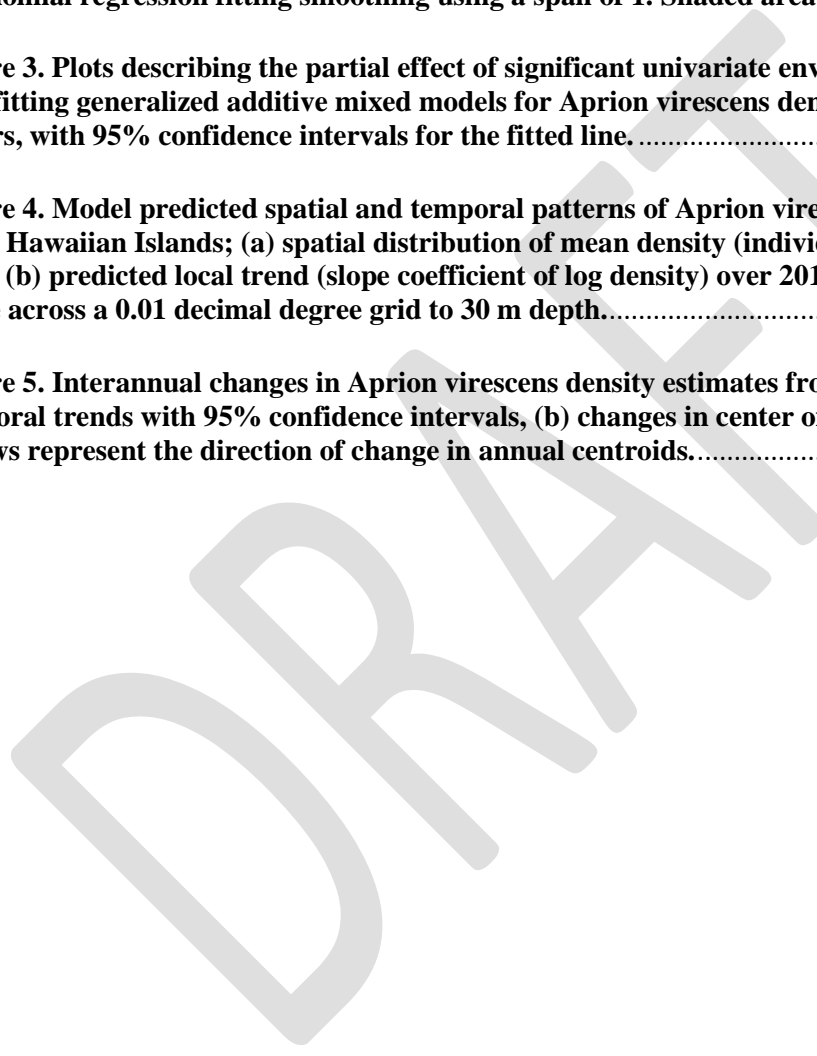 regression fitting smoothing using a span of 1. Shaded area
e 3. Plots describing the partial effect of significant univariate env
fitting generalized additive mixed models for Aprion virescens den
rs, with 95% confidence intervals for the fitted line.
e 4. Model predicted spatial and temporal patterns of Aprion vire
Hawaiian Islands; (a) spatial distribution of mean density (indivi
(b) predicted local trend (slope coefficient of log density) over 201
across a 0.01 decimal degree grid to 30 m depth.
e 5. Interannual changes in Aprion virescens density estimates fro
oral trends with 95% confidence intervals, (b) changes in center o
ws represent the direction of change in annual centroids.
DRAFT